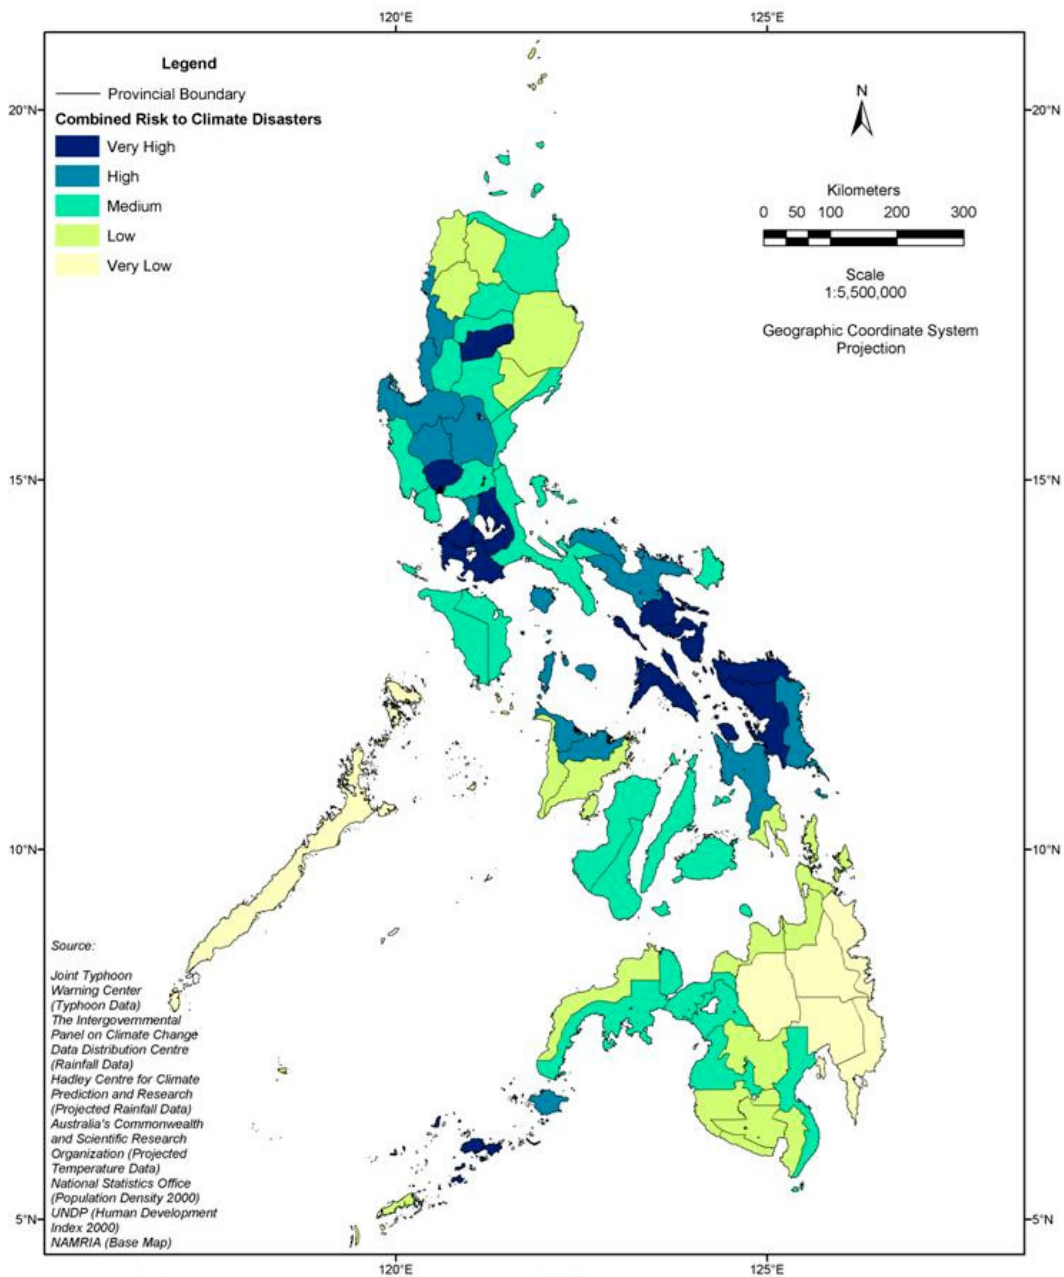 120°E
125°E
Legend
Provincial Boundary
Combined Risk to Climate Disasters
Very High
High
Medium
Low
Very Low
20°N
20°N
N
Kilometers
0 50 100 200 300
Scale
1:5,500,000
Geographic Coordinate System
Projection
15°N
15°N
10°N
10°N
Source:
Joint Typhoon
Warning Center
(Typhoon Data)
The Intergovernmental
Panel on Climate Change
Data Distribution Centre
(Rainfall Data)
Hadley Centre for Climate
Prediction and Research
(Projected Rainfall Data)
Australia's Commonwealth
and Scientific Research
Organization (Projected
Temperature Data)
National Statistics Office
(Population Density 2000)
UNDP (Human Development
Index 2000)
NAMRIA (Base Map)
5°N
5°N
120°E
125°E